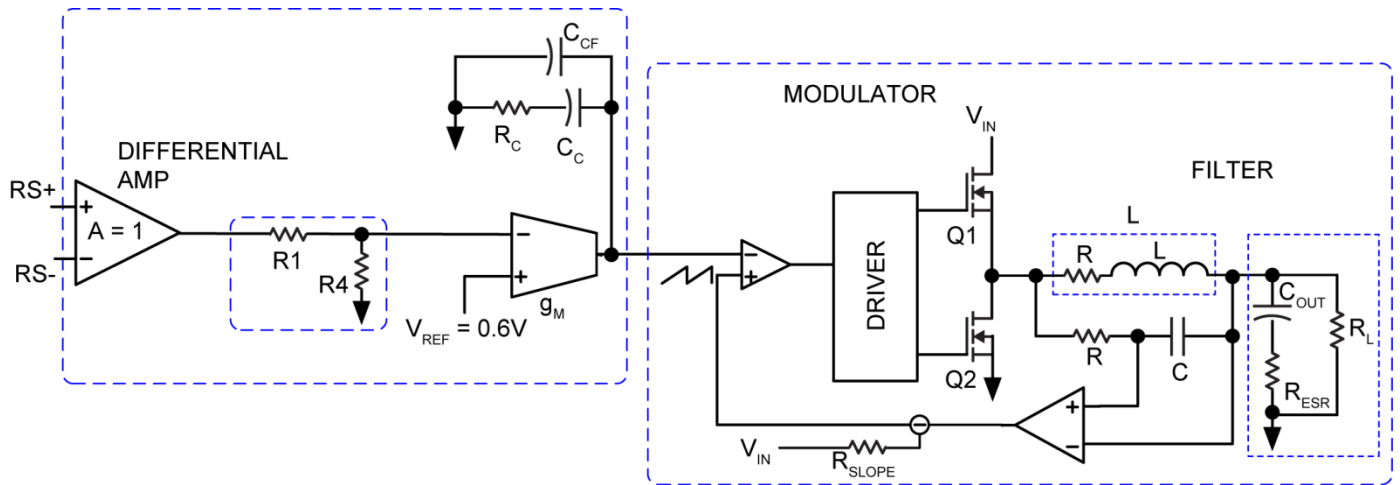 C_CF
R_C
C_C
DIFFERENTIAL
AMP
RS+
+
A = 1
−
RS-
R1
R4
−
+
g_M
V_REF = 0.6V
MODULATOR
V_IN
FILTER
−
+
DRIVER
Q1
Q2
L
R
L
R
C
C_OUT
R_L
R_ESR
+
−
−
V_IN
R_SLOPE